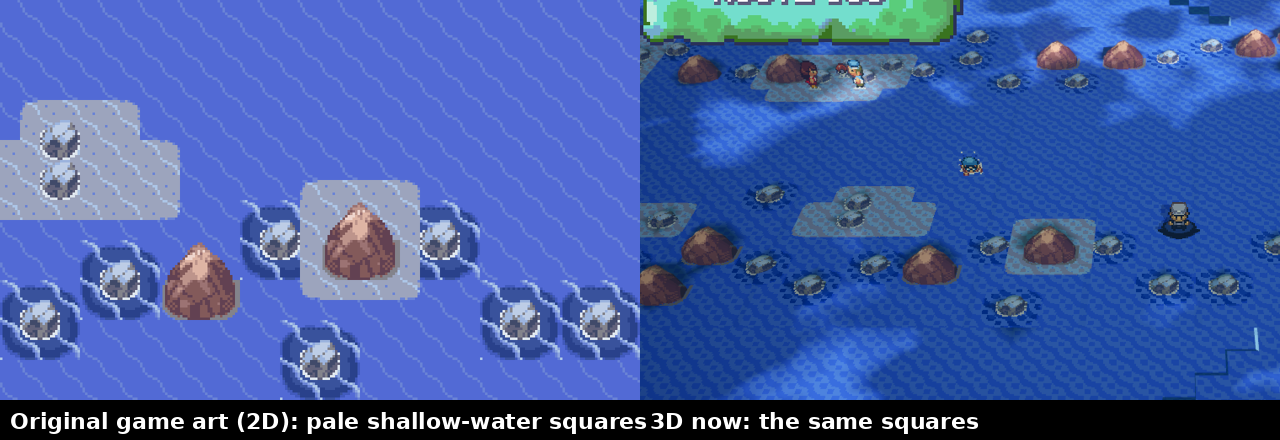 Original game art (2D): pale shallow-water squares
3D now: the same squares